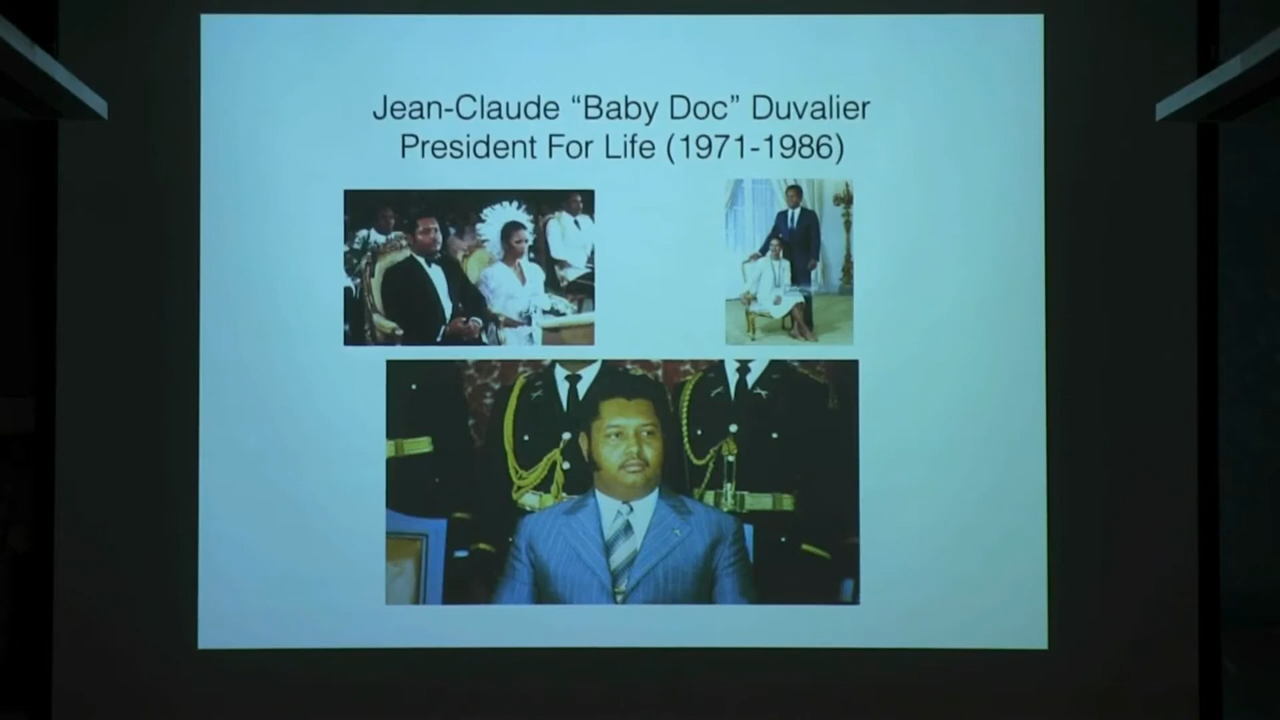 Jean-Claude “Baby Doc” Duvalier
President For Life (1971-1986)